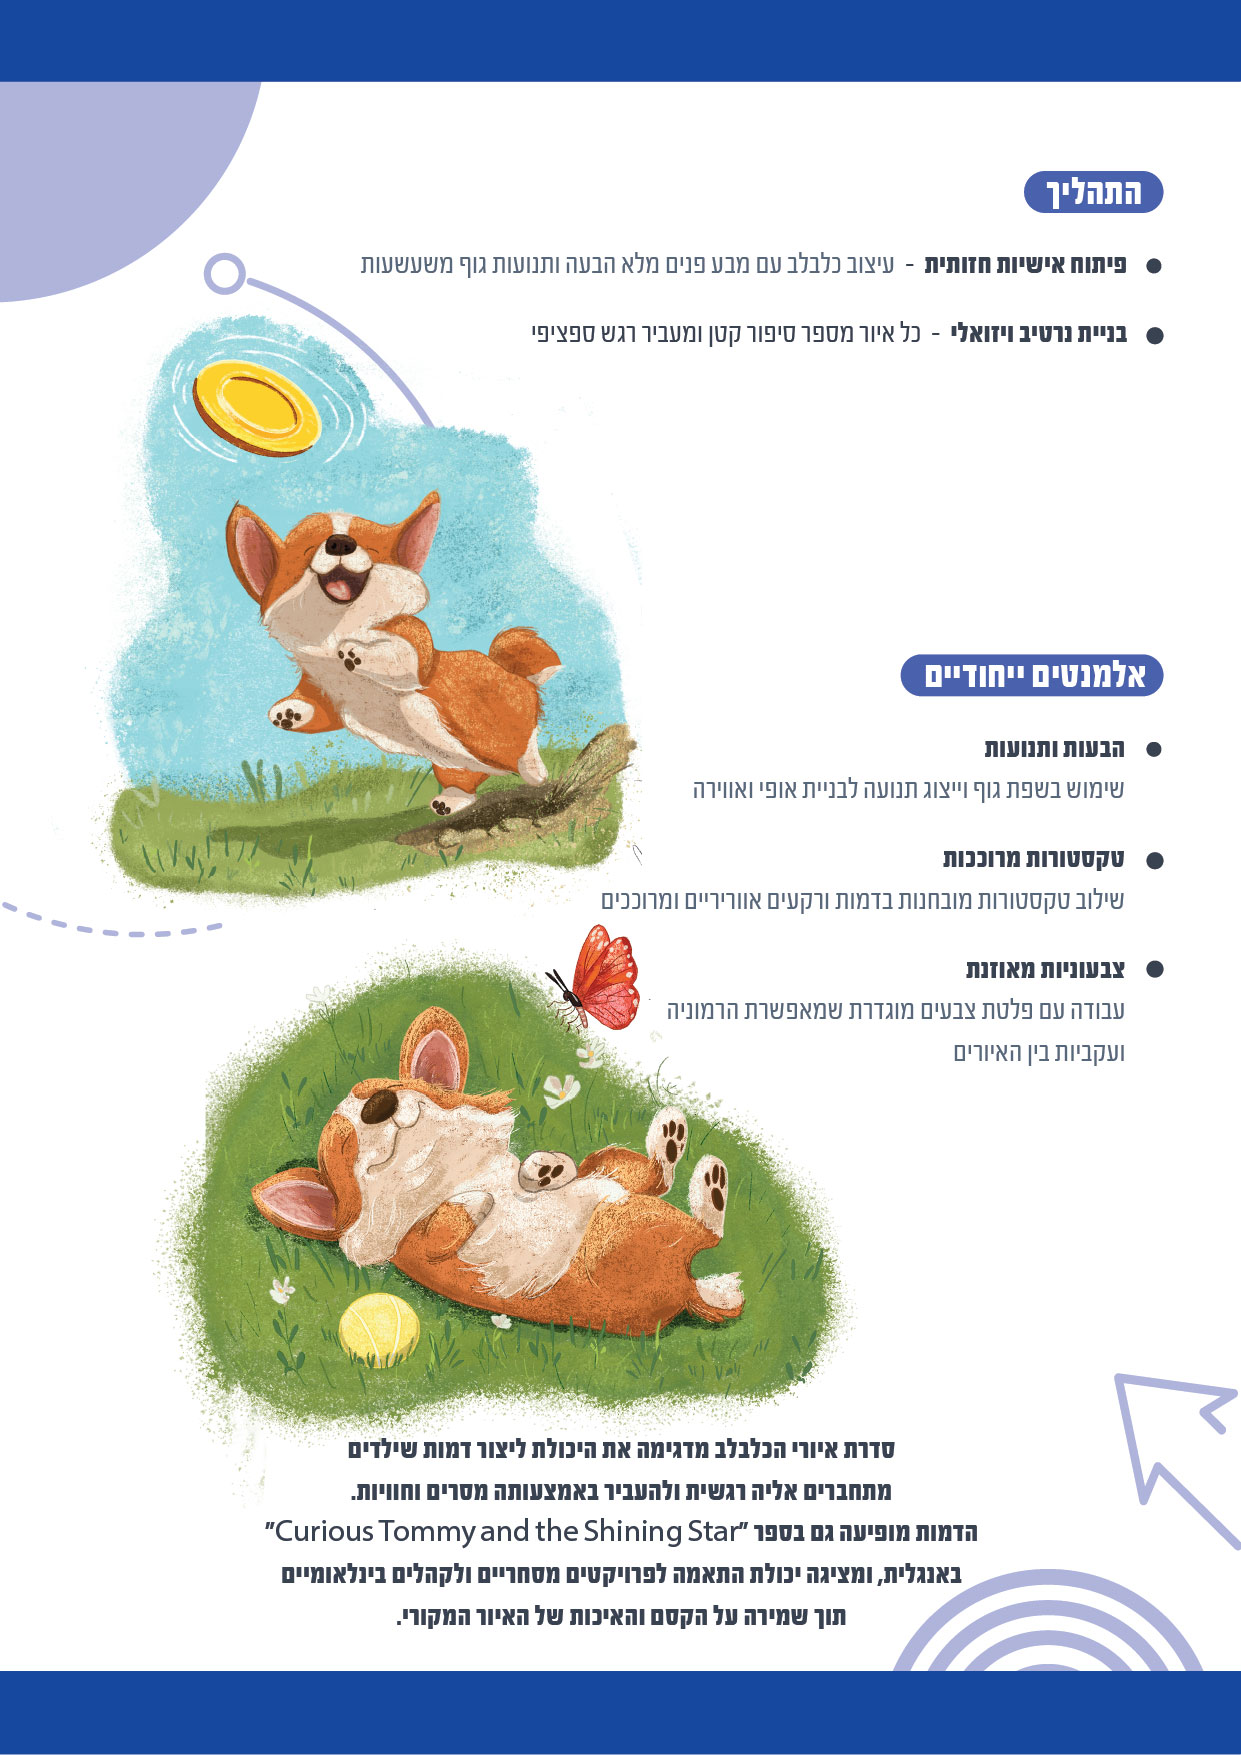 התהליך
● פיתוח אישיות חזותית - עיצוב כלבלב עם מבע פנים מלא הבעה ותנועות גוף משעשעות
● בניית נרטיב ויזואלי - כל איור מספר סיפור קטן ומעביר רגש ספציפי
אלמנטים ייחודיים
● הבעות ותנועות
שימוש בשפת גוף וייצוג תנועה לבניית אופי ואווירה
● טקסטורות מרוככות
שילוב טקסטורות מובחנות בדמות ורקעים אווריריים ומרוככים
● צבעוניות מאוזנת
עבודה עם פלטת צבעים מוגדרת שמאפשרת הרמוניה
ועקביות בין האיורים
סדרת איורי הכלבלב מדגימה את היכולת ליצור דמות שילדים
מתחברים אליה רגשית ולהעביר באמצעותה מסרים וחוויות.
הדמות מופיעה גם בספר "Curious Tommy and the Shining Star"
באנגלית, ומציגה יכולת התאמה לפרויקטים מסחריים ולקהלים בינלאומיים
תוך שמירה על הקסם והאיכות של האיור המקורי.